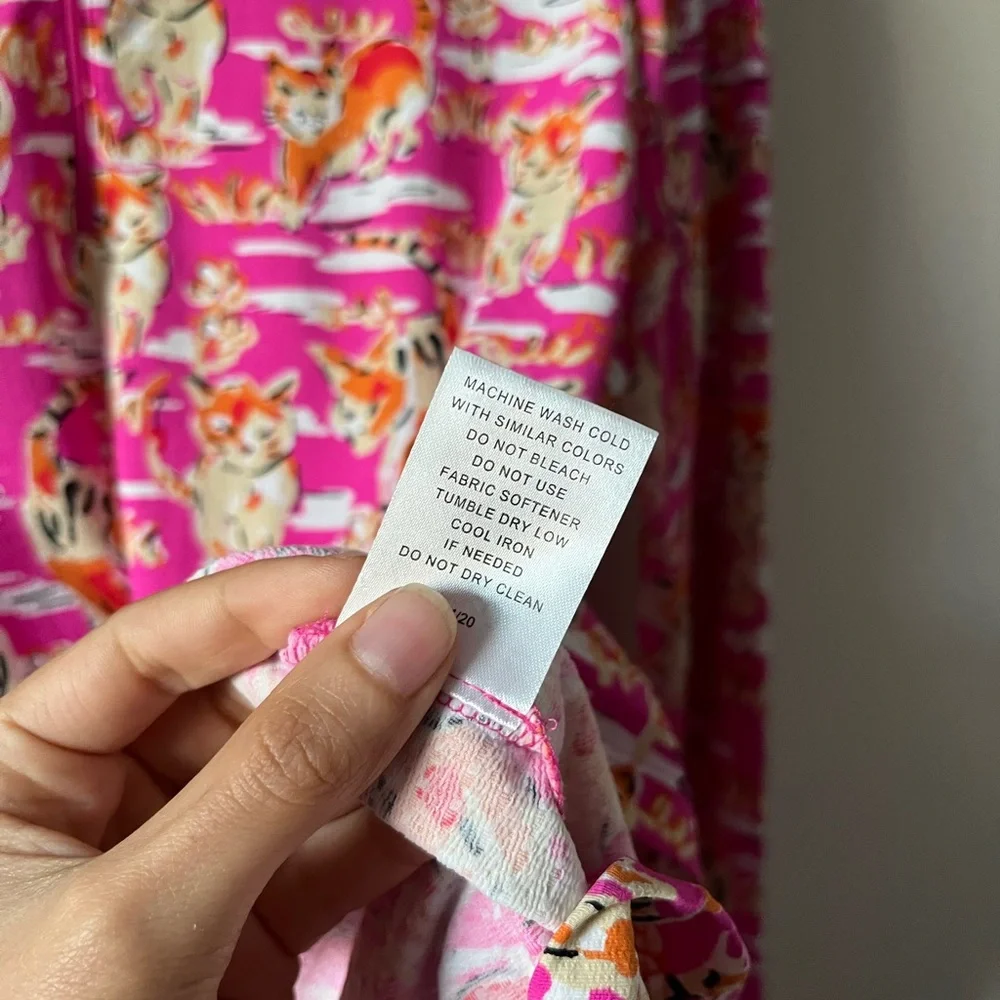 MACHINE WASH COLD
WITH SIMILAR COLORS
DO NOT BLEACH
DO NOT USE
FABRIC SOFTENER
TUMBLE DRY LOW
COOL IRON
IF NEEDED
DO NOT DRY CLEAN
/20